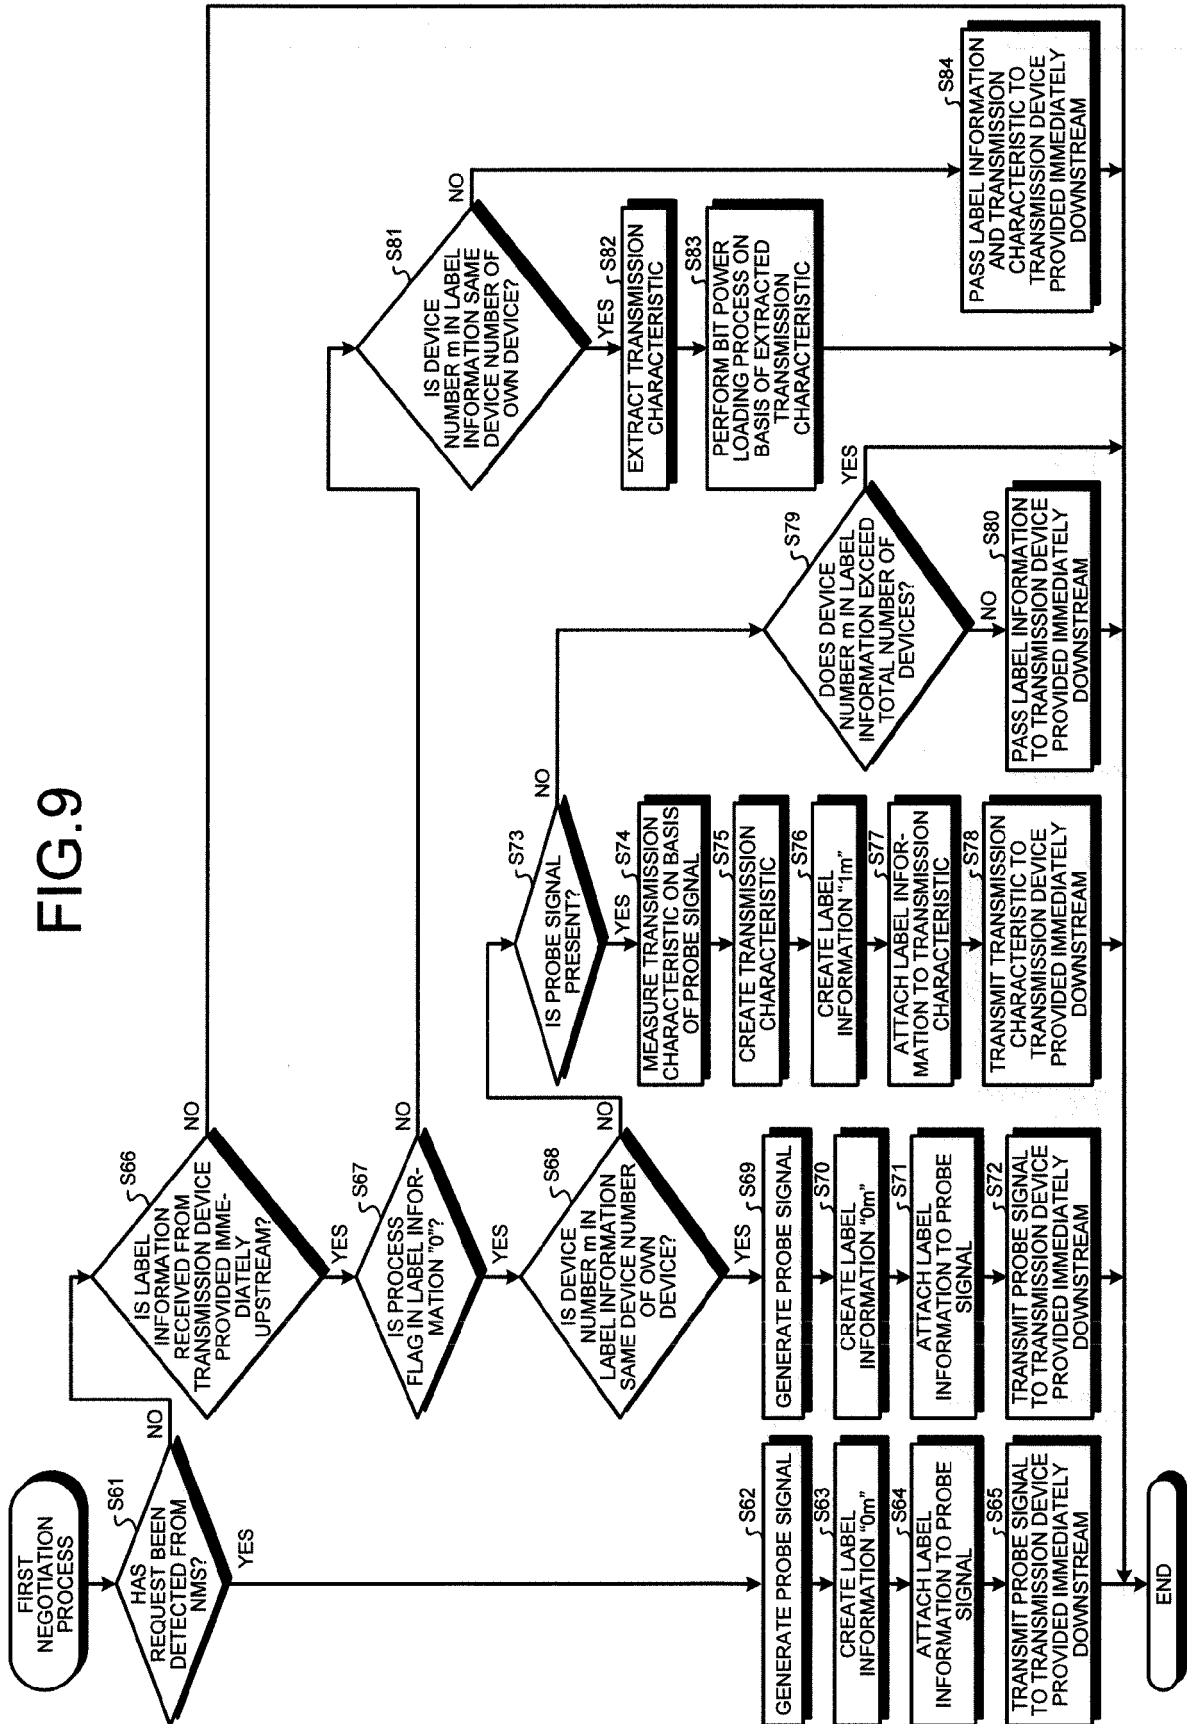 FIG.9
FIRST
NEGOTIATION
PROCESS
S61
HAS
REQUEST BEEN
DETECTED FROM
NMS?
NO
YES
S62
GENERATE PROBE SIGNAL
S63
CREATE LABEL
INFORMATION "0m"
S64
ATTACH LABEL
INFORMATION TO PROBE
SIGNAL
S65
TRANSMIT PROBE SIGNAL
TO TRANSMISSION DEVICE
PROVIDED IMMEDIATELY
DOWNSTREAM
S66
IS LABEL
INFORMATION
RECEIVED FROM
TRANSMISSION DEVICE
PROVIDED IMME-
DIATELY
UPSTREAM?
NO
YES
S67
IS PROCESS
FLAG IN LABEL INFOR-
MATION "0"?
NO
YES
S68
IS DEVICE
NUMBER m IN
LABEL INFORMATION
SAME DEVICE NUMBER
OF OWN
DEVICE?
NO
YES
S69
GENERATE PROBE SIGNAL
S70
CREATE LABEL
INFORMATION "0m"
S71
ATTACH LABEL
INFORMATION TO PROBE
SIGNAL
S72
TRANSMIT PROBE SIGNAL
TO TRANSMISSION DEVICE
PROVIDED IMMEDIATELY
DOWNSTREAM
S73
IS PROBE SIGNAL
PRESENT?
NO
YES
S74
MEASURE TRANSMISSION
CHARACTERISTIC ON BASIS
OF PROBE SIGNAL
S75
CREATE TRANSMISSION
CHARACTERISTIC
S76
CREATE LABEL
INFORMATION "1m"
S77
ATTACH LABEL INFOR-
MATION TO TRANSMISSION
CHARACTERISTIC
S78
TRANSMIT TRANSMISSION
CHARACTERISTIC TO
TRANSMISSION DEVICE
PROVIDED IMMEDIATELY
DOWNSTREAM
S79
DOES DEVICE
NUMBER m IN LABEL
INFORMATION EXCEED
TOTAL NUMBER OF
DEVICES?
YES
NO
S80
PASS LABEL INFORMATION
TO TRANSMISSION DEVICE
PROVIDED IMMEDIATELY
DOWNSTREAM
S81
IS DEVICE
NUMBER m IN LABEL
INFORMATION SAME
DEVICE NUMBER OF
OWN DEVICE?
NO
YES
S82
EXTRACT TRANSMISSION
CHARACTERISTIC
S83
PERFORM BIT POWER
LOADING PROCESS ON
BASIS OF EXTRACTED
TRANSMISSION
CHARACTERISTIC
S84
PASS LABEL INFORMATION
AND TRANSMISSION
CHARACTERISTIC TO
TRANSMISSION DEVICE
PROVIDED IMMEDIATELY
DOWNSTREAM
END